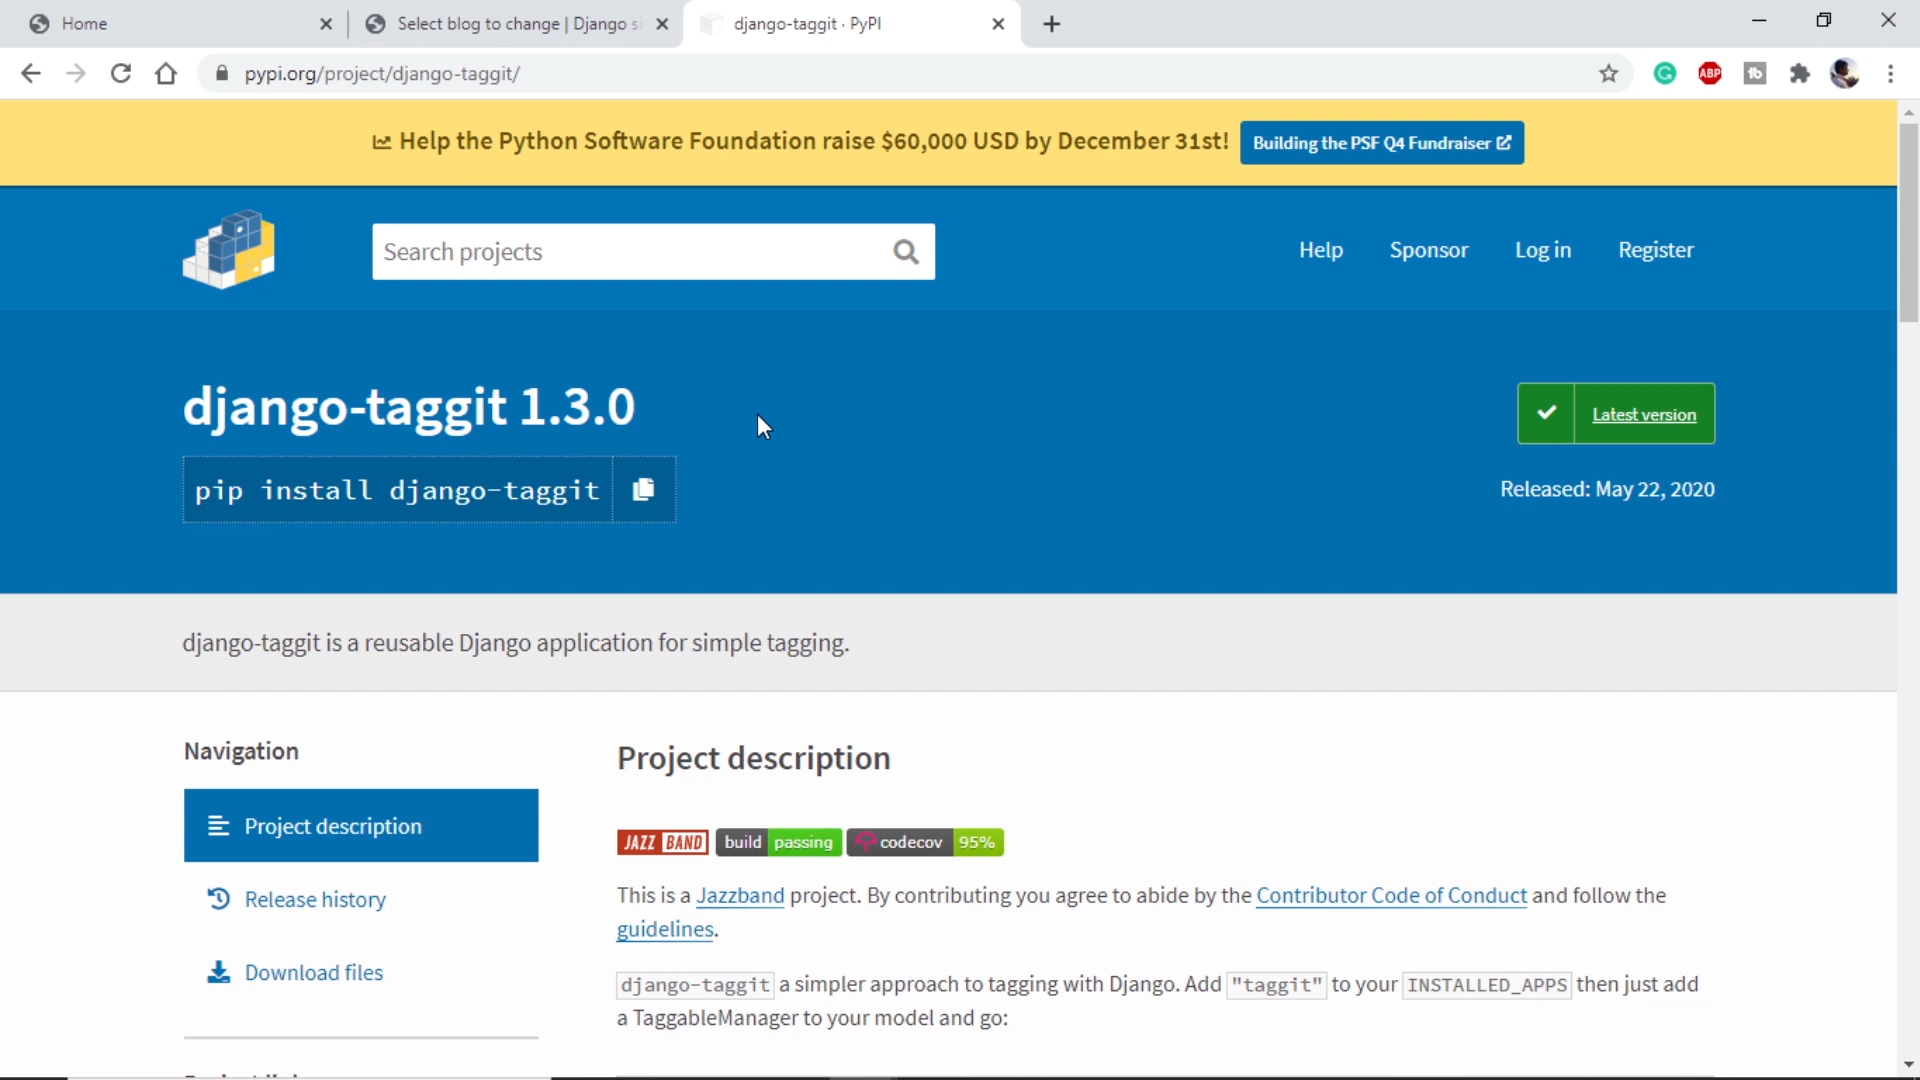 Home
Select blog to change | Django si
django-taggit · PyPI
pypi.org/project/django-taggit/
ABP
Help the Python Software Foundation raise $60,000 USD by December 31st!
Building the PSF Q4 Fundraiser
Search projects
Help
Sponsor
Log in
Register
django-taggit 1.3.0
Latest version
pip install django-taggit
Released: May 22, 2020
django-taggit is a reusable Django application for simple tagging.
Navigation
Project description
Project description
JAZZ BAND
build passing
codecov 95%
This is a Jazzband project. By contributing you agree to abide by the Contributor Code of Conduct and follow the
guidelines.
Release history
Download files
django-taggit a simpler approach to tagging with Django. Add "taggit" to your INSTALLED_APPS then just add
a TaggableManager to your model and go: